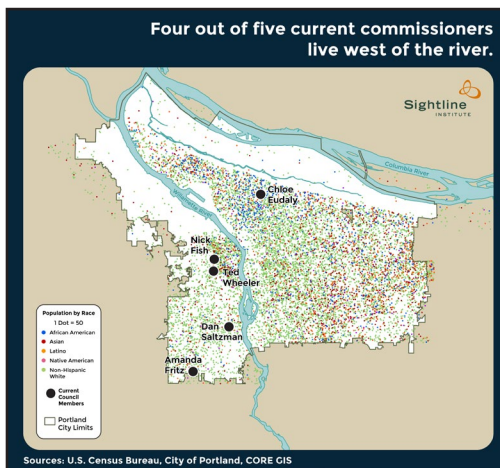 Four out of five current commissioners
live west of the river.
Sightline
INSTITUTE
Columbia River
Willamette River
Chloe
Eudaly
Nick
Fish
Ted
Wheeler
Dan
Saltzman
Amanda
Fritz
Population by Race
1 Dot = 50
African American
Asian
Latino
Native American
Non-Hispanic
White
Current
Council
Members
Portland
City Limits
Sources: U.S. Census Bureau, City of Portland, CORE GIS